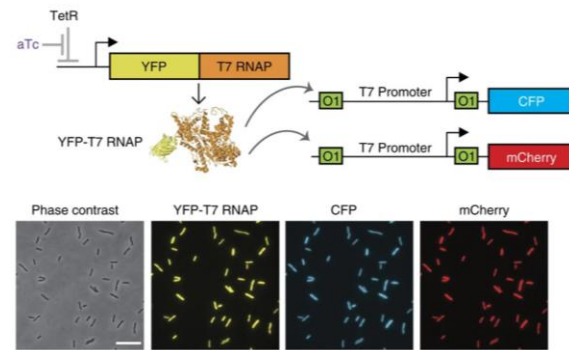 TetR
aTc
YFP
T7 RNAP
YFP-T7 RNAP
O1
T7 Promoter
O1
CFP
O1
T7 Promoter
O1
mCherry
Phase contrast
YFP-T7 RNAP
CFP
mCherry